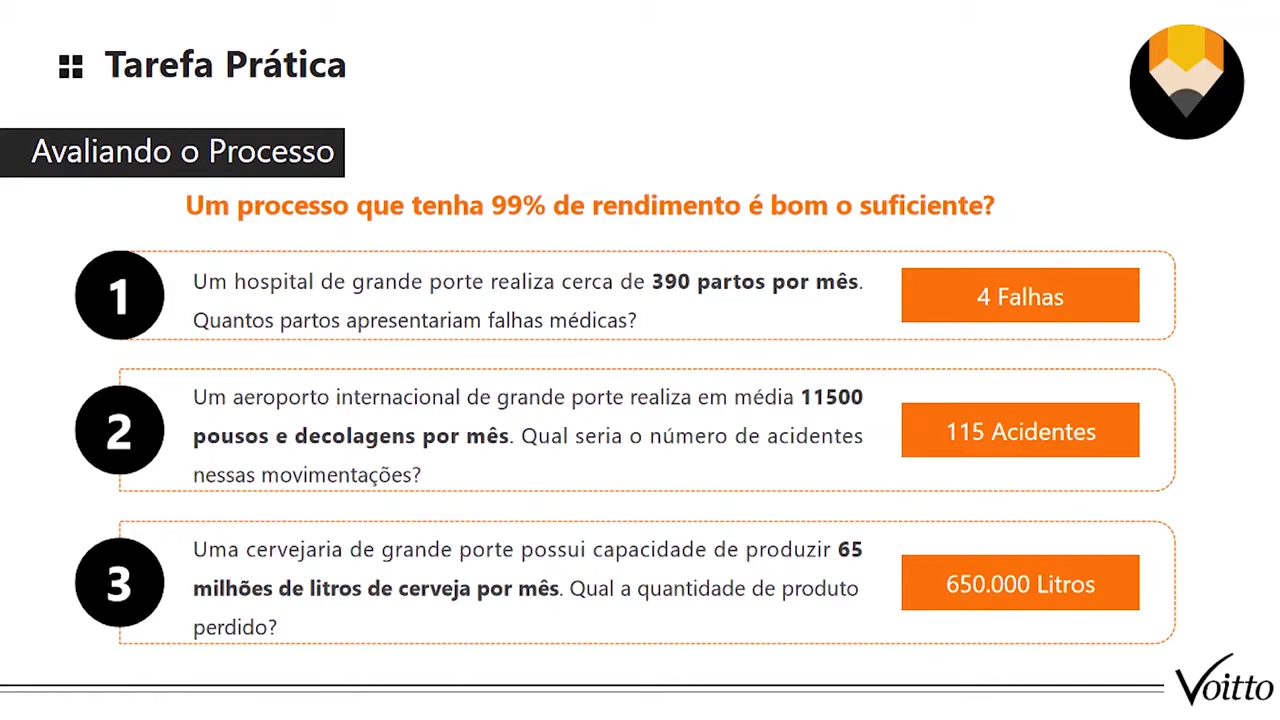 Tarefa Prática
Avaliando o Processo
Um processo que tenha 99% de rendimento é bom o suficiente?
1
Um hospital de grande porte realiza cerca de 390 partos por mês.
Quantos partos apresentariam falhas médicas?
4 Falhas
2
Um aeroporto internacional de grande porte realiza em média 11500
pousos e decolagens por mês. Qual seria o número de acidentes
nessas movimentações?
115 Acidentes
3
Uma cervejaria de grande porte possui capacidade de produzir 65
milhões de litros de cerveja por mês. Qual a quantidade de produto
perdido?
650.000 Litros
Voitto